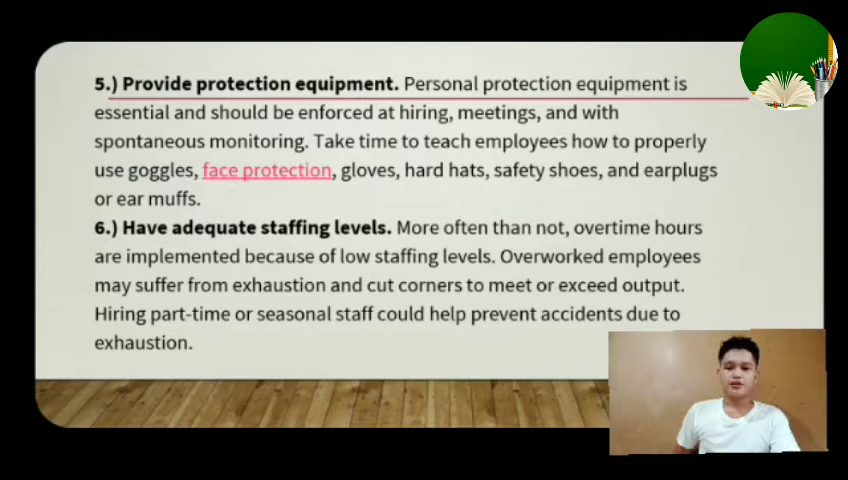 5.) Provide protection equipment. Personal protection equipment is
essential and should be enforced at hiring, meetings, and with
spontaneous monitoring. Take time to teach employees how to properly
use goggles, face protection, gloves, hard hats, safety shoes, and earplugs
or ear muffs.
6.) Have adequate staffing levels. More often than not, overtime hours
are implemented because of low staffing levels. Overworked employees
may suffer from exhaustion and cut corners to meet or exceed output.
Hiring part-time or seasonal staff could help prevent accidents due to
exhaustion.